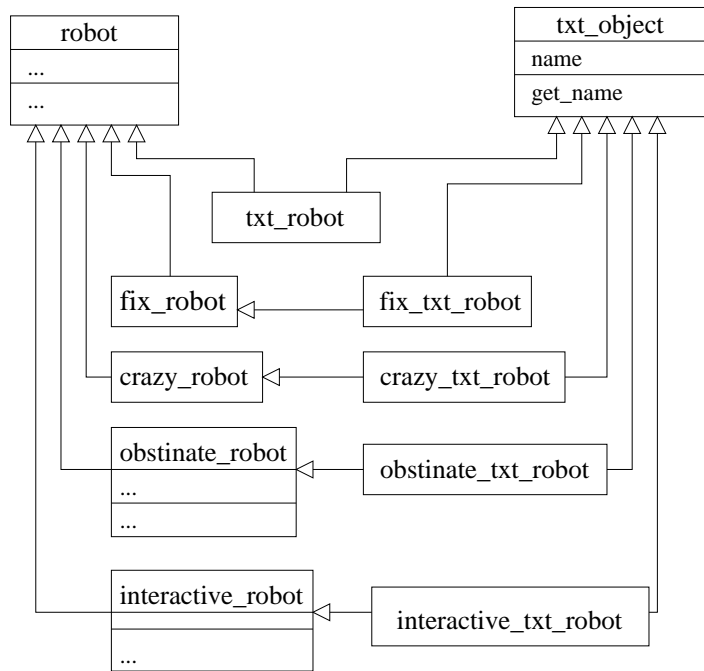 robot
...
...
txt_object
name
get_name
txt_robot
fix_robot
fix_txt_robot
crazy_robot
crazy_txt_robot
obstinate_robot
...
...
obstinate_txt_robot
interactive_robot
...
interactive_txt_robot